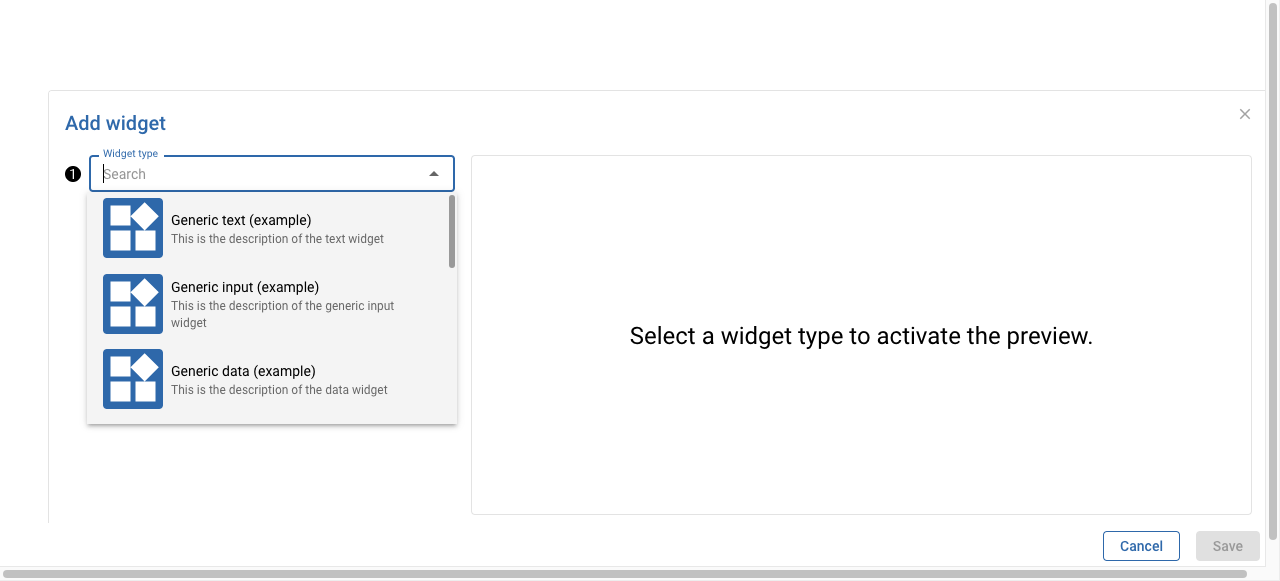 Add widget
Widget type
1
Search
Generic text (example)
This is the description of the text widget
Generic input (example)
This is the description of the generic input
widget
Generic data (example)
This is the description of the data widget
Select a widget type to activate the preview.
Cancel
Save